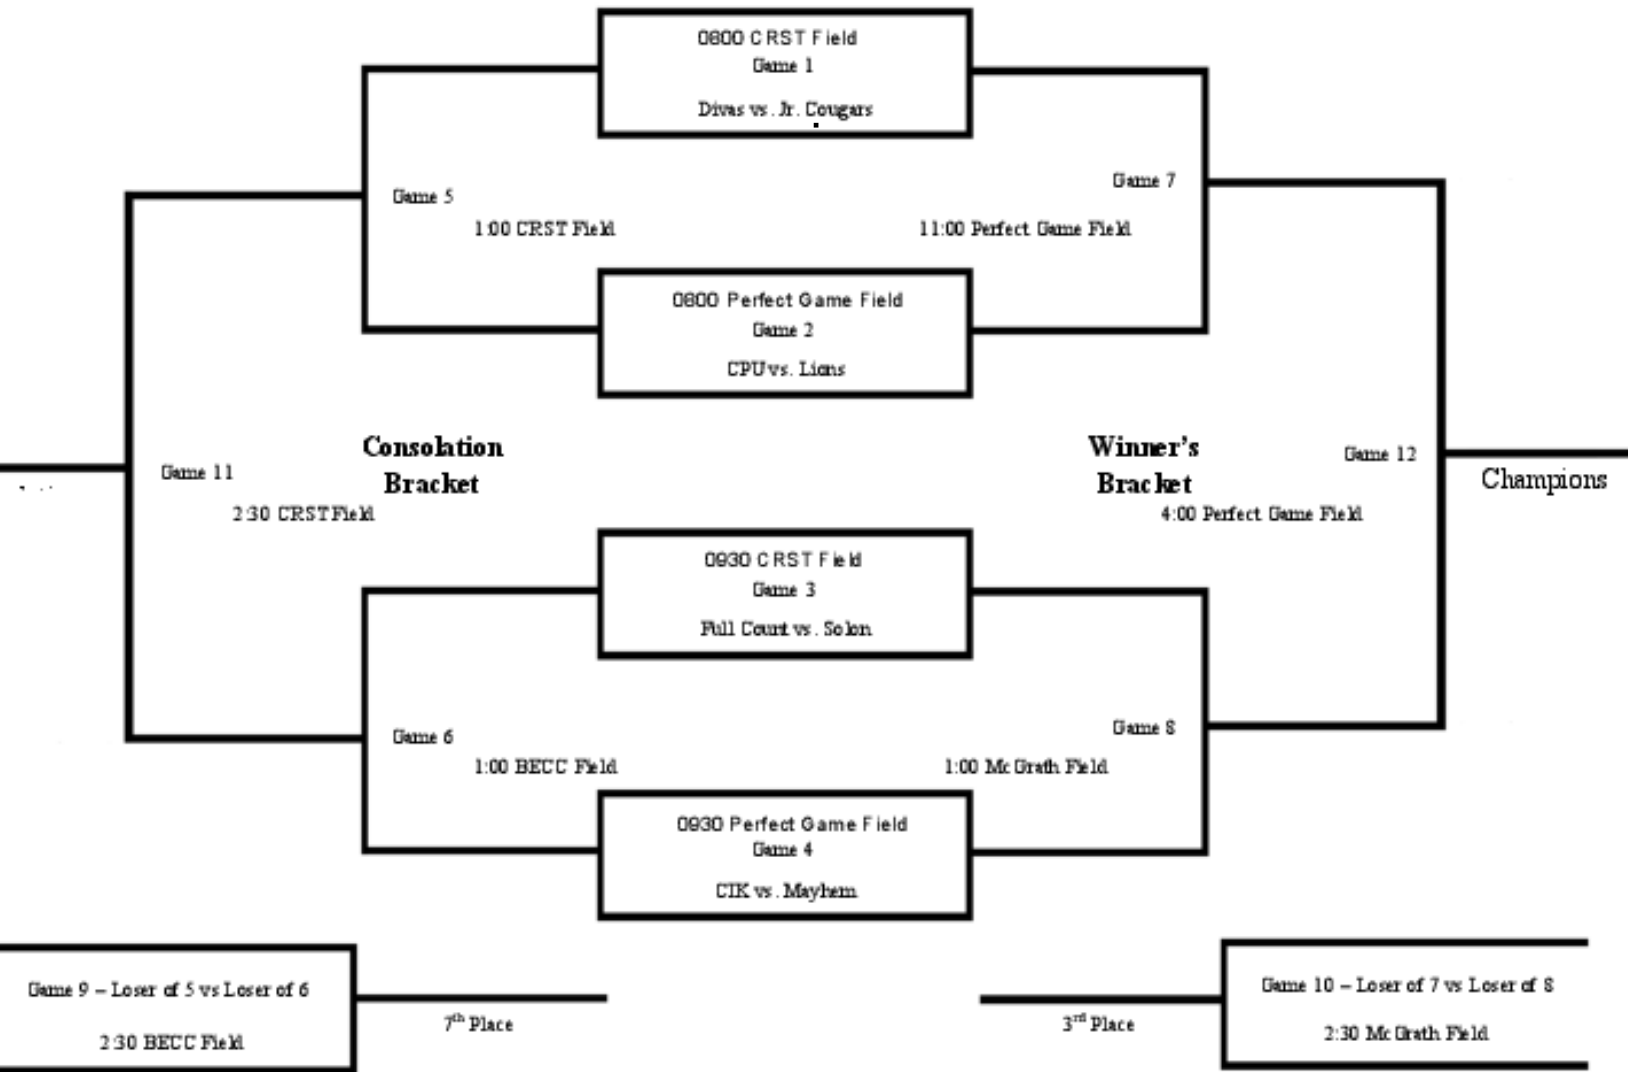 0800 CRST Field
Game 1
Divas vs. Jr. Cougars
Game 5
1:00 CRST Field
Game 7
11:00 Perfect Game Field
0800 Perfect Game Field
Game 2
CPU vs. Lions
Consolation
Bracket
Winner's
Bracket
Game 11
2:30 CRST Field
Game 12
4:00 Perfect Game Field
Champions
0930 CRST Field
Game 3
Full Count vs. Solon
Game 6
1:00 BECC Field
Game 8
1:00 McGrath Field
0930 Perfect Game Field
Game 4
CIK vs. Mayhem
Game 9 – Loser of 5 vs Loser of 6
2:30 BECC Field
7th Place
3rd Place
Game 10 – Loser of 7 vs Loser of 8
2:30 McGrath Field